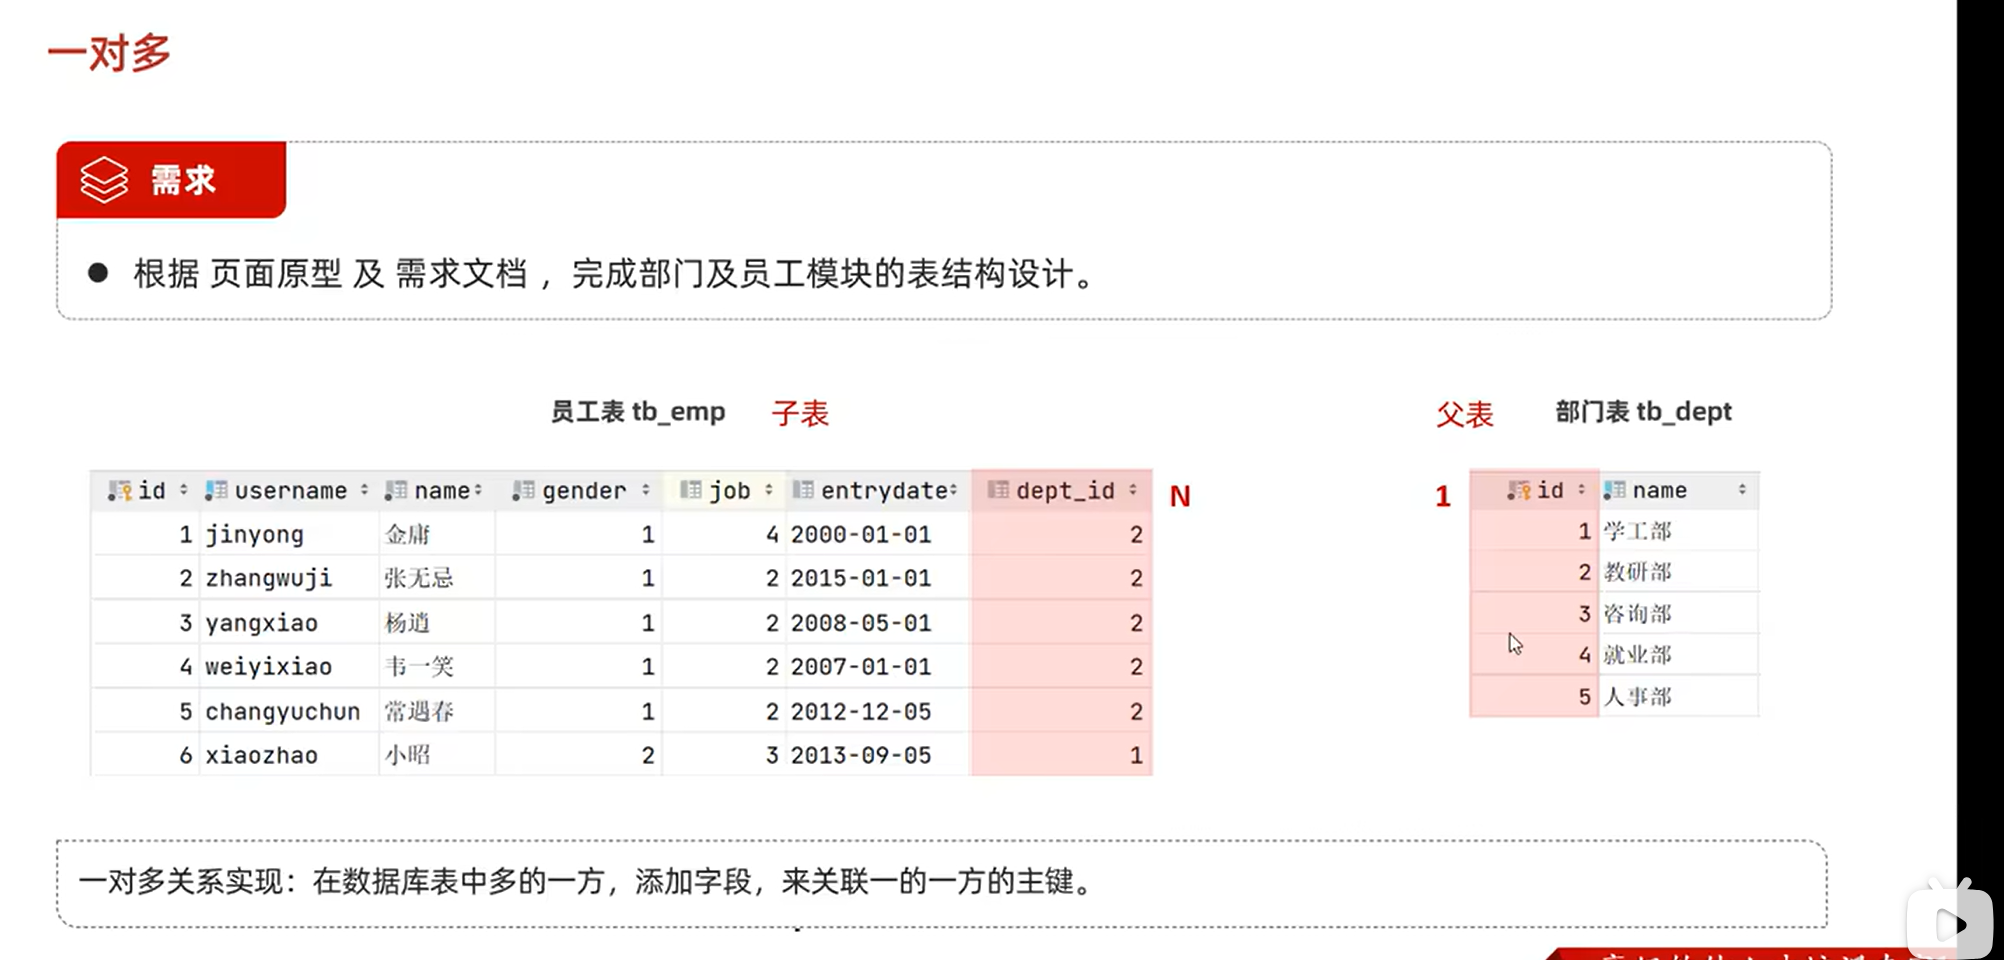 一对多
需求
根据 页面原型 及 需求文档 ，完成部门及员工模块的表结构设计。
员工表 tb_emp 子表
父表 部门表 tb_dept
id username name gender job entrydate dept_id N
1 jinyong 金庸 1 4 2000-01-01 2
2 zhangwuji 张无忌 1 2 2015-01-01 2
3 yangxiao 杨逍 1 2 2008-05-01 2
4 weiyixiao 韦一笑 1 2 2007-01-01 2
5 changyuchun 常遇春 1 2 2012-12-05 2
6 xiaozhao 小昭 2 3 2013-09-05 1
1 id name
1 学工部
2 教研部
3 咨询部
4 就业部
5 人事部
一对多关系实现：在数据库表中多的一方，添加字段，来关联一的一方的主键。